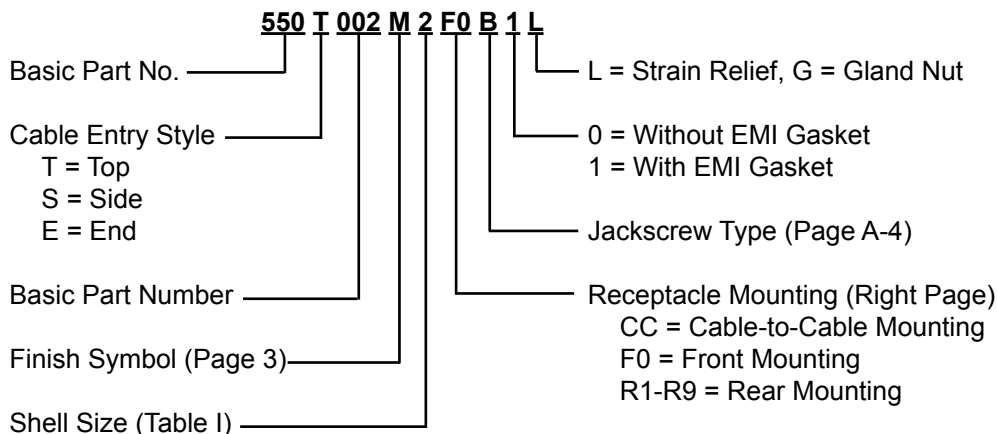 550 T 002 M 2 F0 B 1 L
Basic Part No.
Cable Entry Style
T = Top
S = Side
E = End
Basic Part Number
Finish Symbol (Page 3)
Shell Size (Table I)
L = Strain Relief, G = Gland Nut
0 = Without EMI Gasket
1 = With EMI Gasket
Jackscrew Type (Page A-4)
Receptacle Mounting (Right Page)
CC = Cable-to-Cable Mounting
F0 = Front Mounting
R1-R9 = Rear Mounting